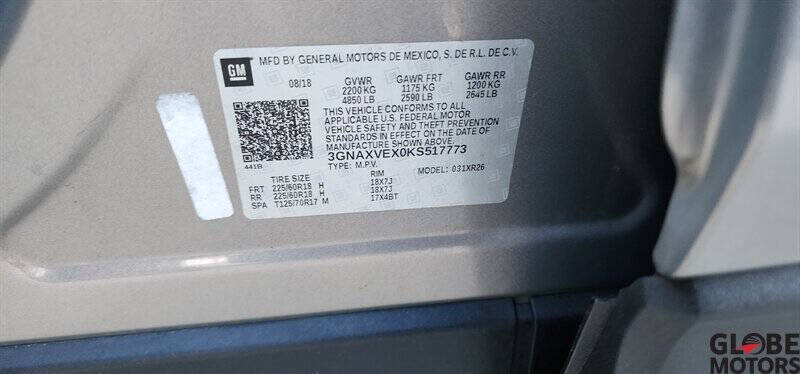 GM
MFD BY GENERAL MOTORS DE MEXICO, S. DE R.L. DE C.V.
08/18 GVWR GAWR FRT GAWR RR
2200 KG 1175 KG 1200 KG
4850 LB 2590 LB 2645 LB
THIS VEHICLE CONFORMS TO ALL
APPLICABLE U.S. FEDERAL MOTOR
VEHICLE SAFETY AND THEFT PREVENTION
STANDARDS IN EFFECT ON THE DATE OF
MANUFACTURE SHOWN ABOVE.
441B 3GNAXVEX0KS517773
TYPE: M.P.V. MODEL: 031XR26
TIRE SIZE RIM
FRT 225/60R18 H 18X7J
RR 225/60R18 H 18X7J
SPA T125/70R17 M 17X4BT
GLOBE
MOTORS